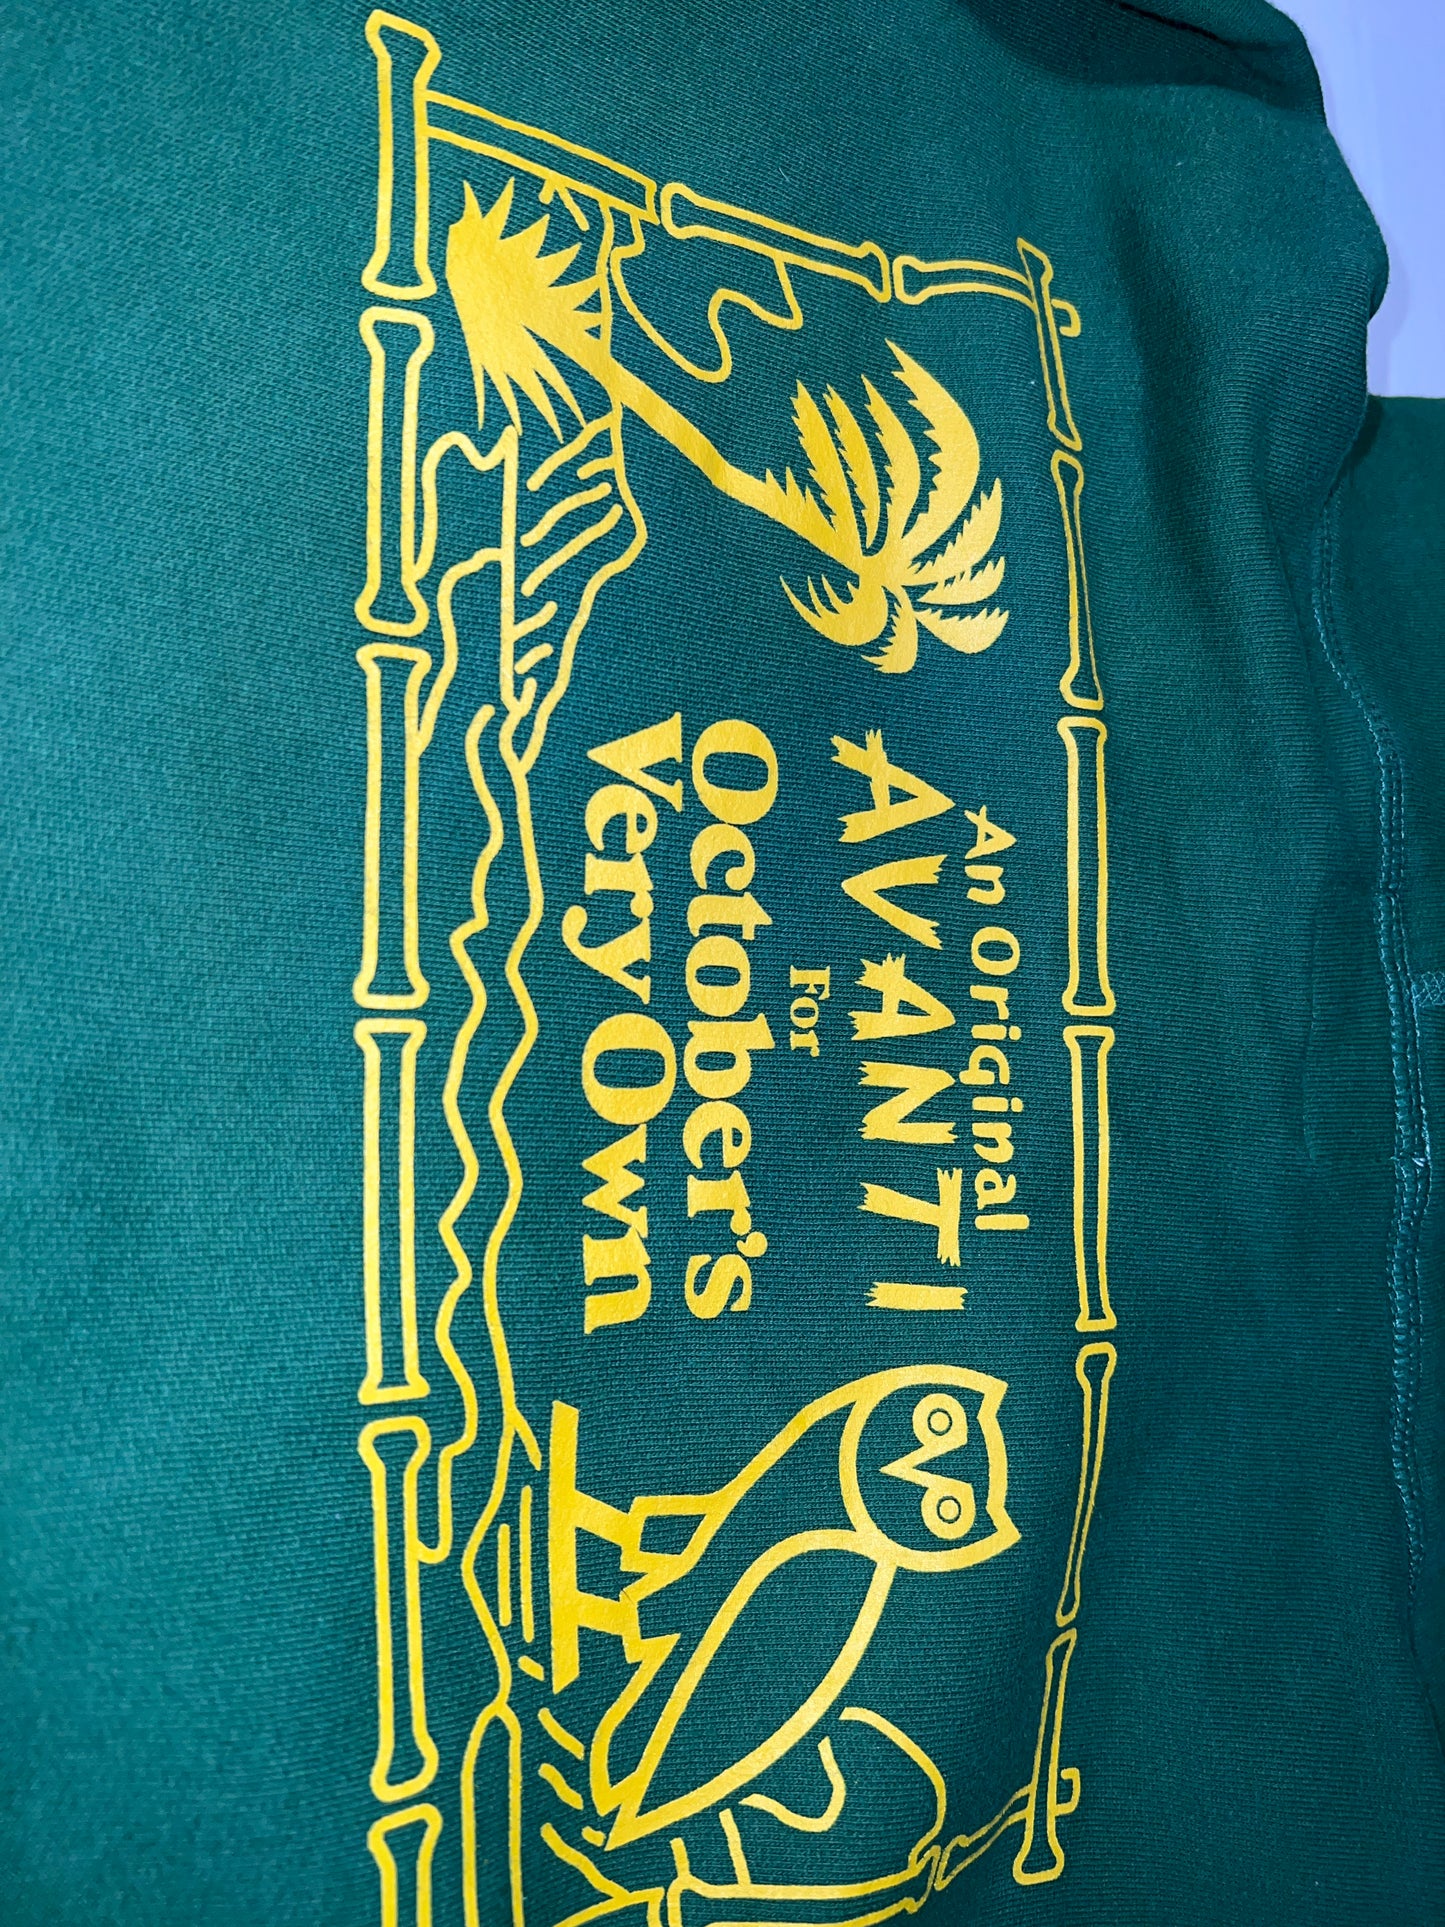 An Original
AVANTI
For
October's
Very Own